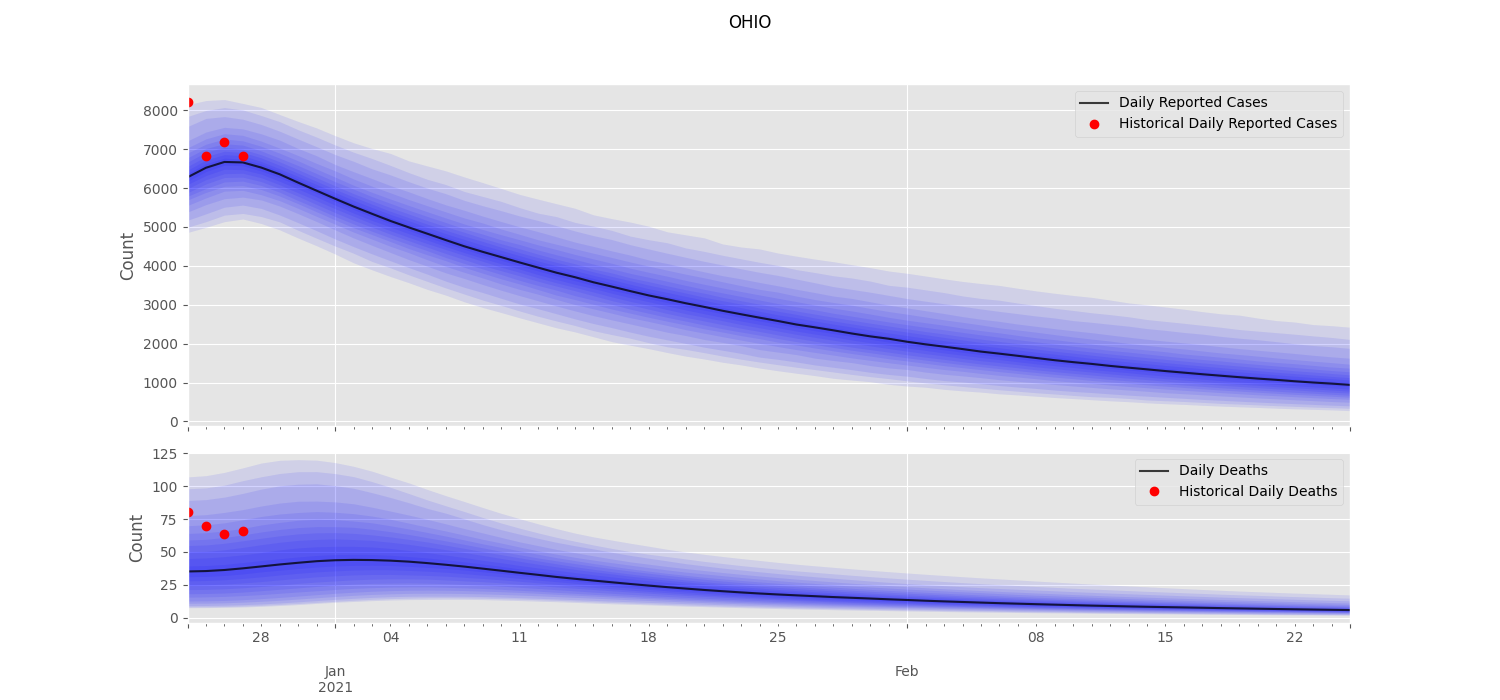 OHIO
Count
8000
7000
6000
5000
4000
3000
2000
1000
0
Daily Reported Cases
Historical Daily Reported Cases
Count
125
100
75
50
25
0
Daily Deaths
Historical Daily Deaths
28 04 11 18 25 08 15 22
Jan Feb
2021